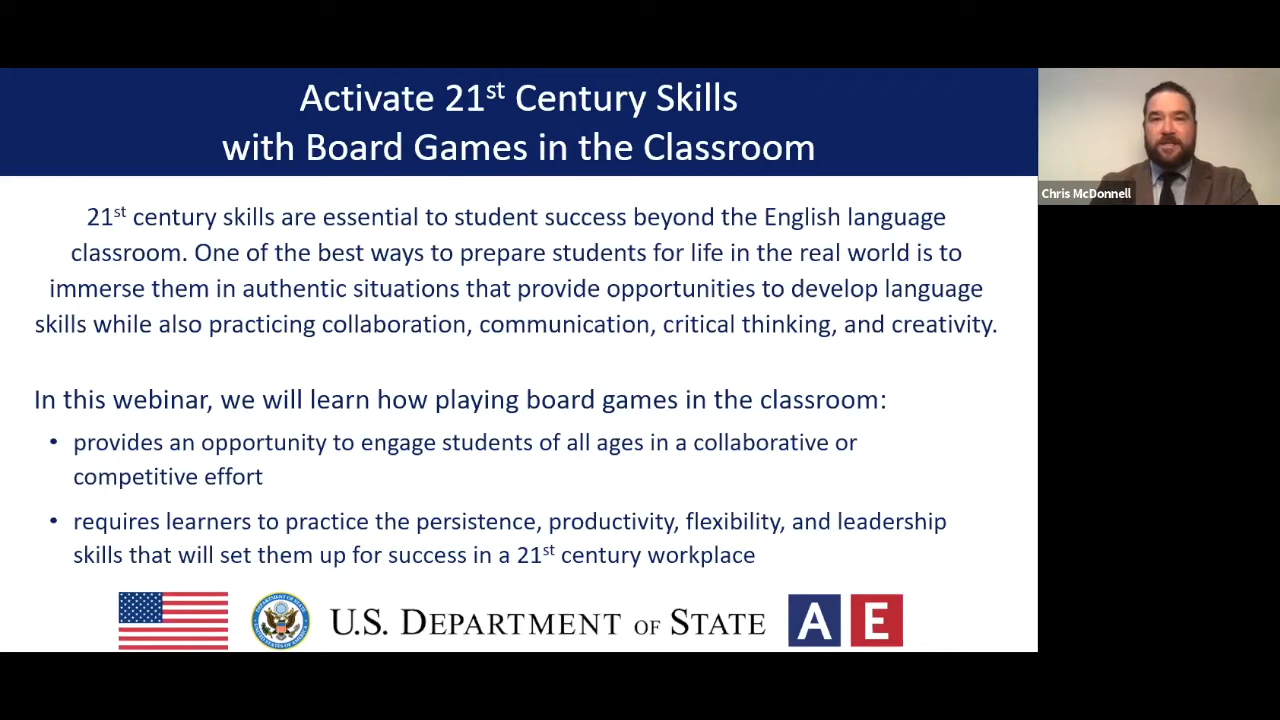 Activate 21st Century Skills
with Board Games in the Classroom
Chris McDonnell
21st century skills are essential to student success beyond the English language
classroom. One of the best ways to prepare students for life in the real world is to
immerse them in authentic situations that provide opportunities to develop language
skills while also practicing collaboration, communication, critical thinking, and creativity.
In this webinar, we will learn how playing board games in the classroom:
• provides an opportunity to engage students of all ages in a collaborative or
competitive effort
• requires learners to practice the persistence, productivity, flexibility, and leadership
skills that will set them up for success in a 21st century workplace
U.S. DEPARTMENT OF STATE
A E